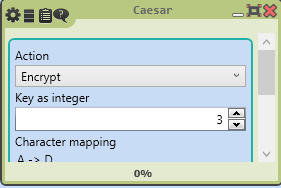 Caesar
Action
Encrypt
Key as integer
3
Character mapping
A -> D
0%